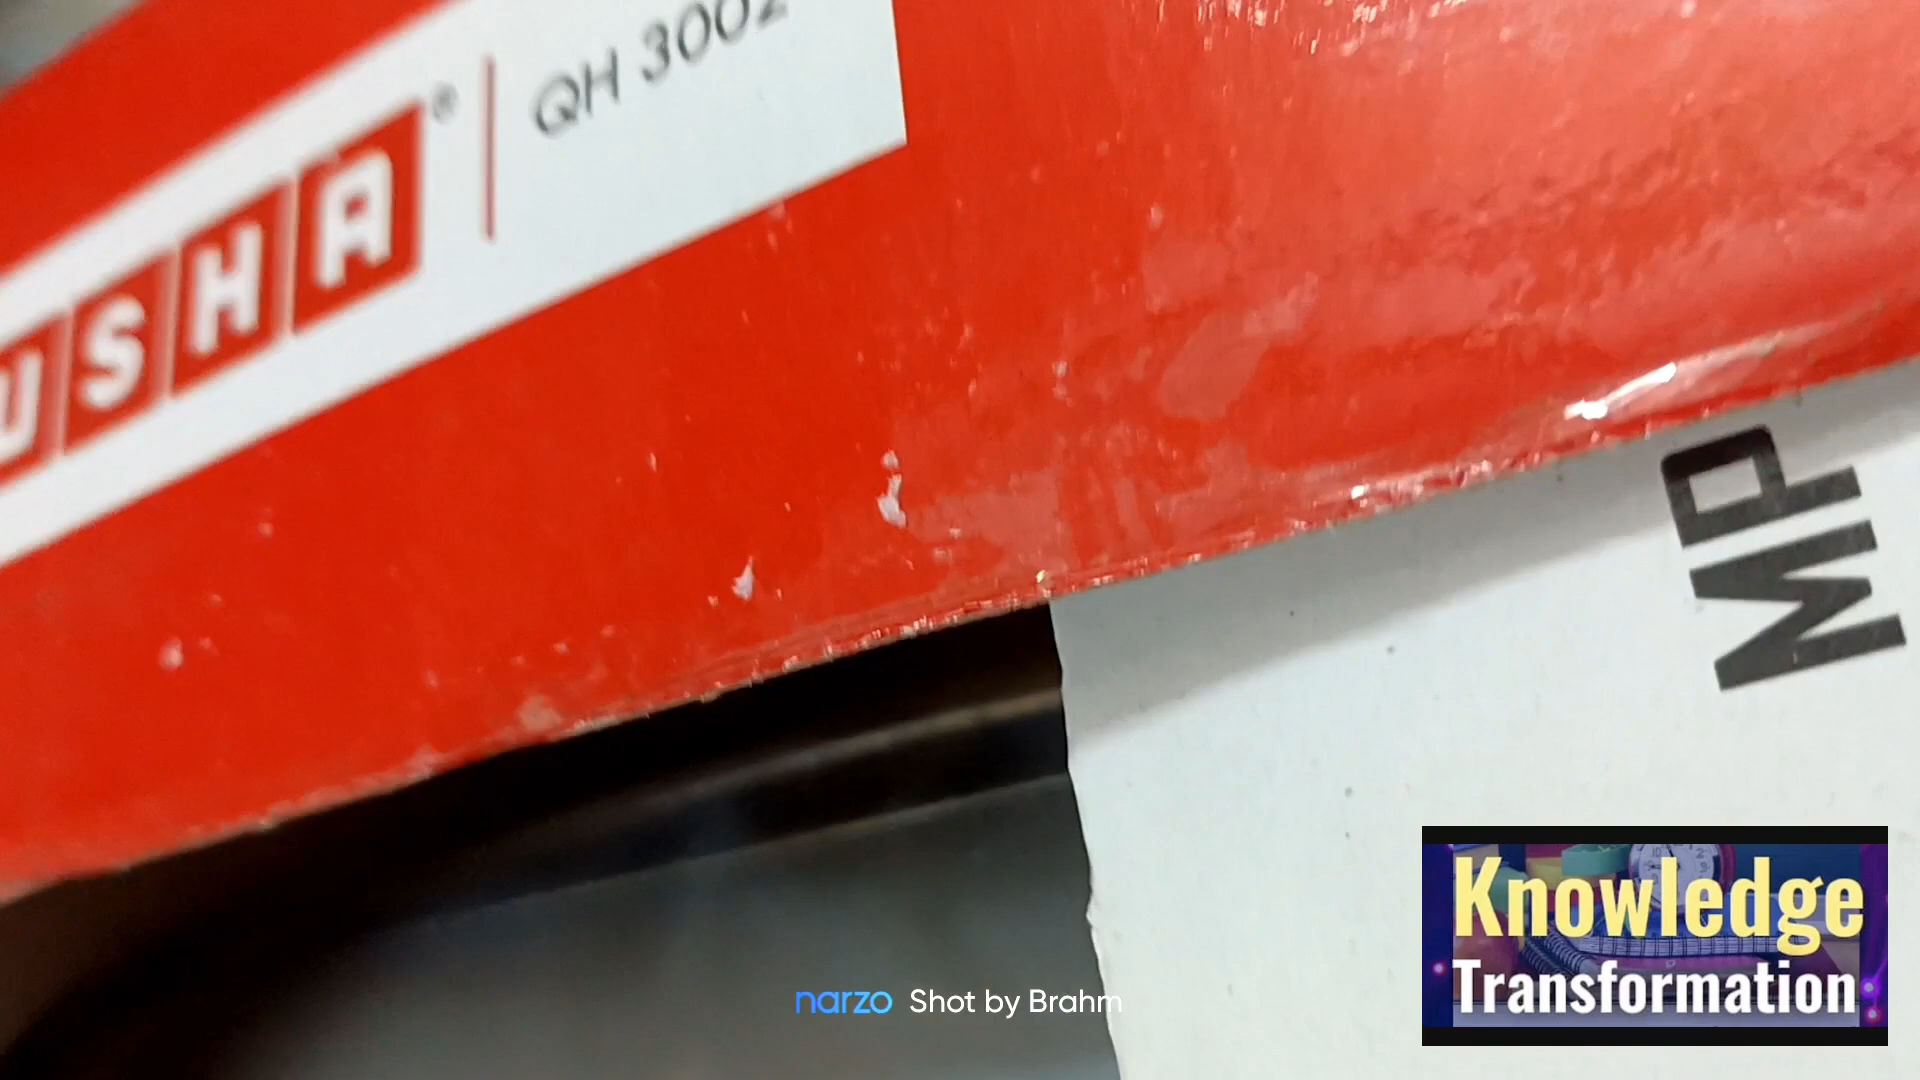 USHA® | QH 3002
MP
narzo Shot by Brahm
Knowledge
Transformation